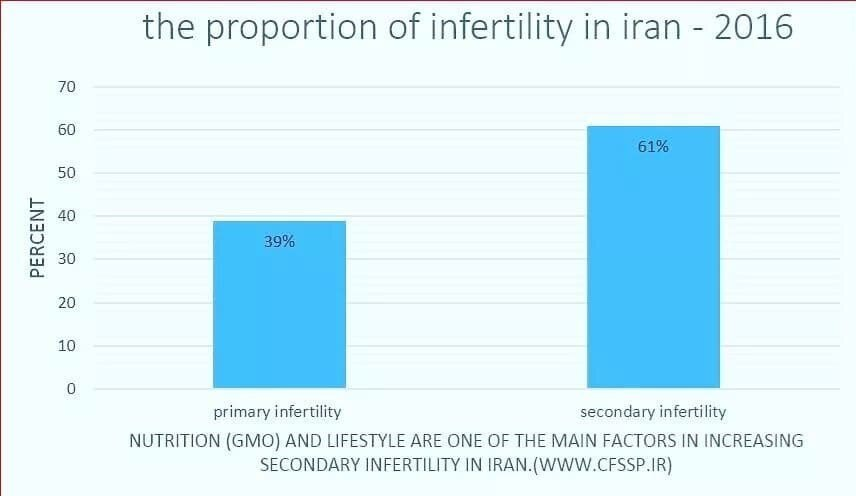 the proportion of infertility in iran - 2016
PERCENT
70
60
50
40
30
20
10
0
39%
61%
primary infertility
secondary infertility
NUTRITION (GMO) AND LIFESTYLE ARE ONE OF THE MAIN FACTORS IN INCREASING
SECONDARY INFERTILITY IN IRAN.(WWW.CFSSP.IR)